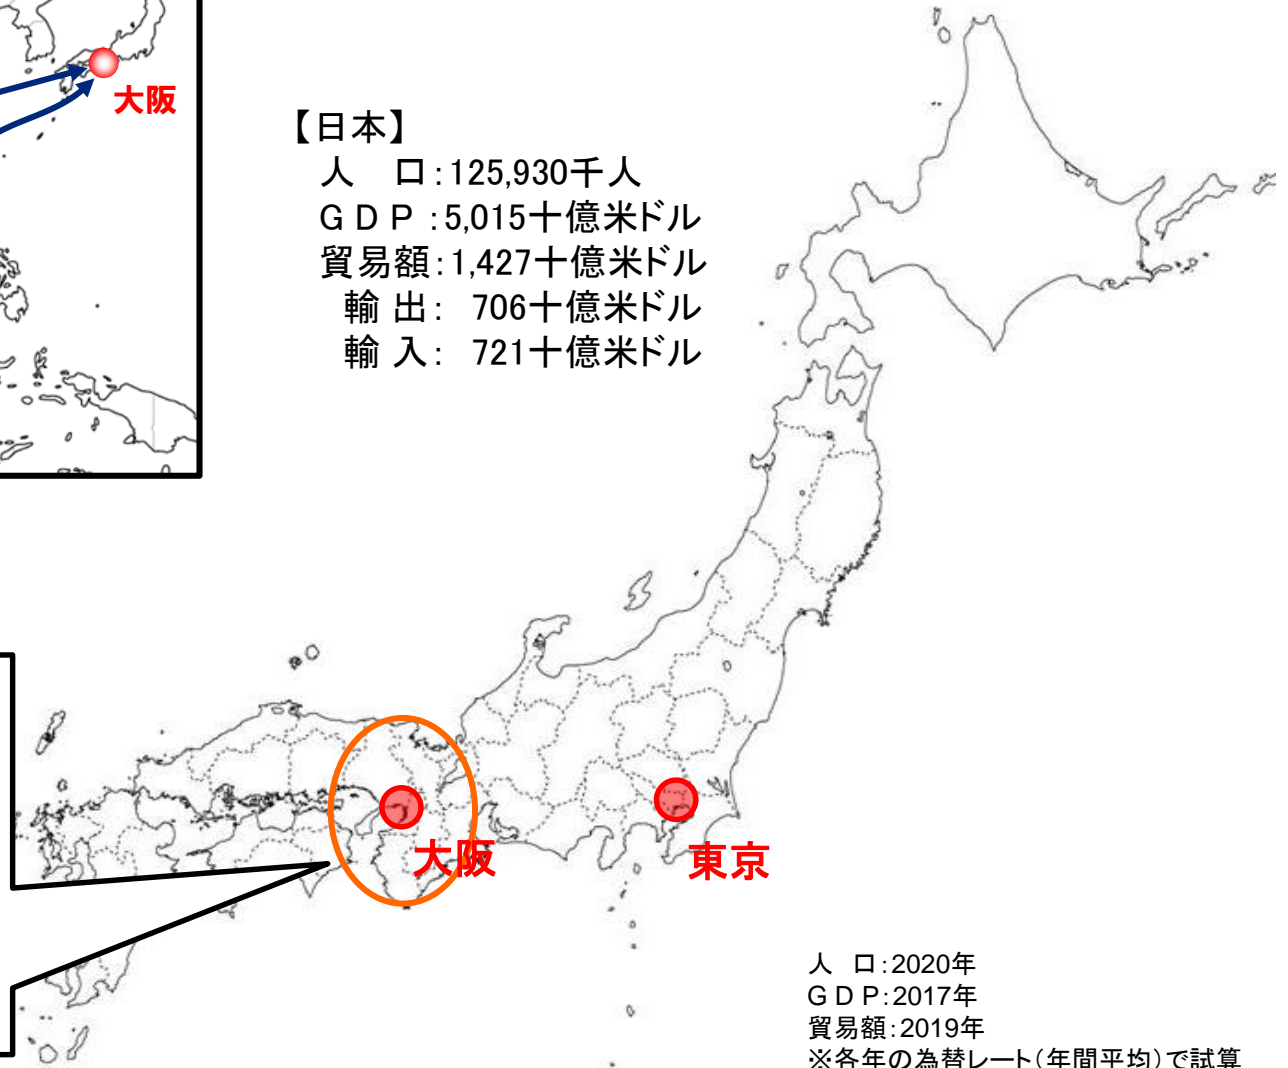 大阪
【日本】
人　口：125,930千人
ＧＤＰ：5,015十億米ドル
貿易額：1,427十億米ドル
輸 出： 706十億米ドル
輸 入： 721十億米ドル
大阪
東京
人　口：2020年
ＧＤＰ：2017年
貿易額：2019年
※各年の為替レート（年間平均）で試算